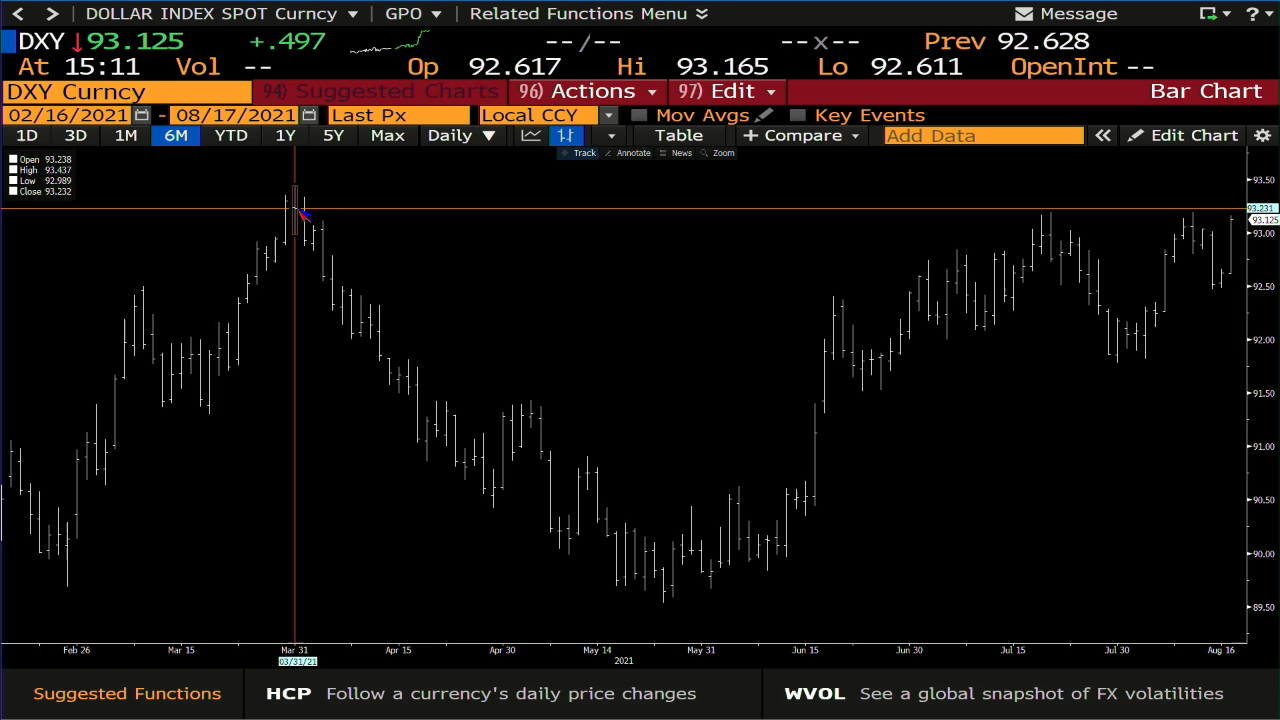 < > DOLLAR INDEX SPOT Curncy ▼ GPO ▼ Related Functions Menu Message ? ▼
DXY ↓ 93.125 +.497 --/-- --x-- Prev 92.628
At 15:11 Vol -- Op 92.617 Hi 93.165 Lo 92.611 OpenInt --
DXY Curncy 94) Suggested Charts 96) Actions ▼ 97) Edit ▼ Bar Chart
02/16/2021 - 08/17/2021 Last Px Local CCY ▼ Mov Avgs Key Events
1D 3D 1M 6M YTD 1Y 5Y Max Daily ▼ Table + Compare ▼ Add Data « Edit Chart
Track Annotate News Zoom
Open 93.238
High 93.437
Low 92.989
Close 93.232
93.50
93.231
93.125
93.00
92.50
92.00
91.50
91.00
90.50
90.00
89.50
Feb 26 Mar 15 Mar 31 Apr 15 Apr 30 May 14 May 31 Jun 15 Jun 30 Jul 15 Jul 30 Aug 16
03/31/21 2021
Suggested Functions HCP Follow a currency's daily price changes WVOL See a global snapshot of FX volatilities